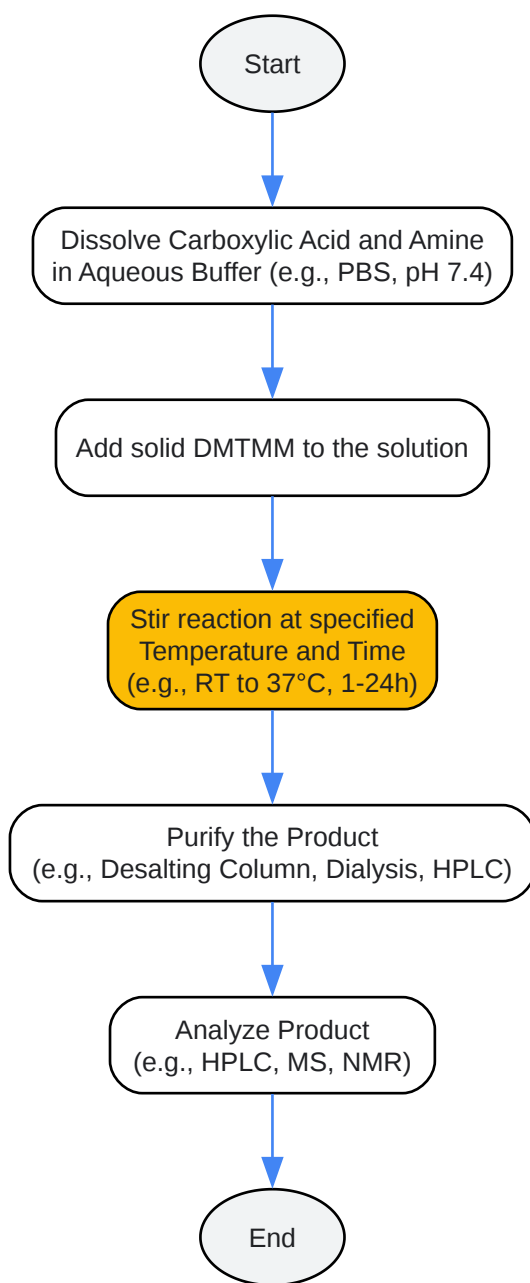 Start
Dissolve Carboxylic Acid and Amine
in Aqueous Buffer (e.g., PBS, pH 7.4)
Add solid DMTMM to the solution
Stir reaction at specified
Temperature and Time
(e.g., RT to 37°C, 1-24h)
Purify the Product
(e.g., Desalting Column, Dialysis, HPLC)
Analyze Product
(e.g., HPLC, MS, NMR)
End